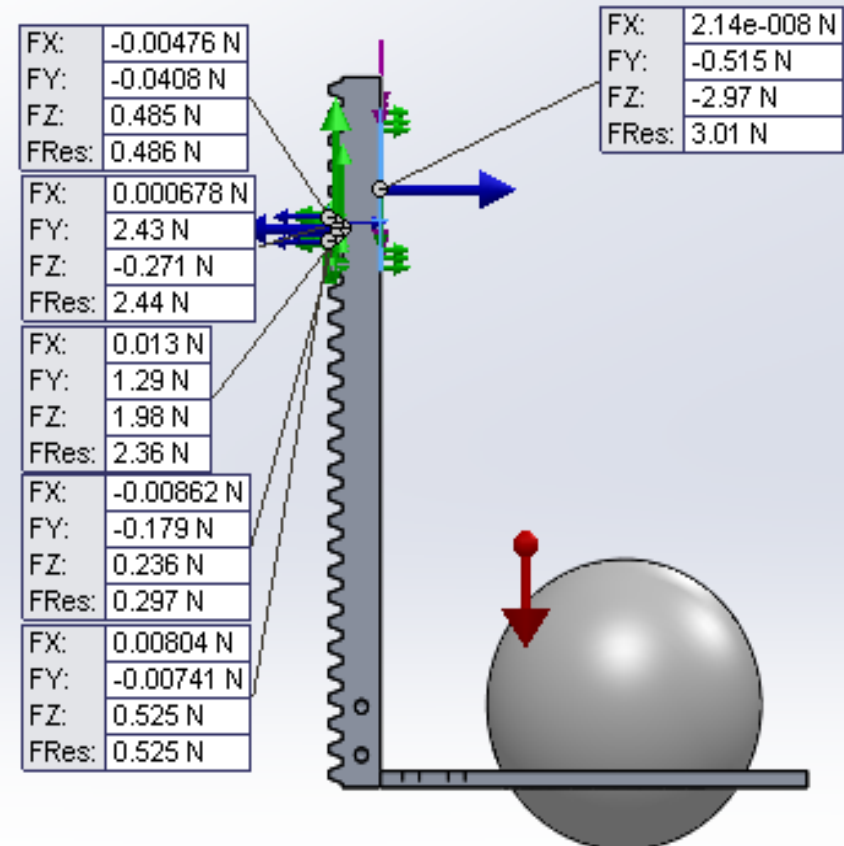 FX: -0.00476 N
FY: -0.0408 N
FZ: 0.485 N
FRes: 0.486 N
FX: 0.000678 N
FY: 2.43 N
FZ: -0.271 N
FRes: 2.44 N
FX: 0.013 N
FY: 1.29 N
FZ: 1.98 N
FRes: 2.36 N
FX: -0.00862 N
FY: -0.179 N
FZ: 0.236 N
FRes: 0.297 N
FX: 0.00804 N
FY: -0.00741 N
FZ: 0.525 N
FRes: 0.525 N
FX: 2.14e-008 N
FY: -0.515 N
FZ: -2.97 N
FRes: 3.01 N